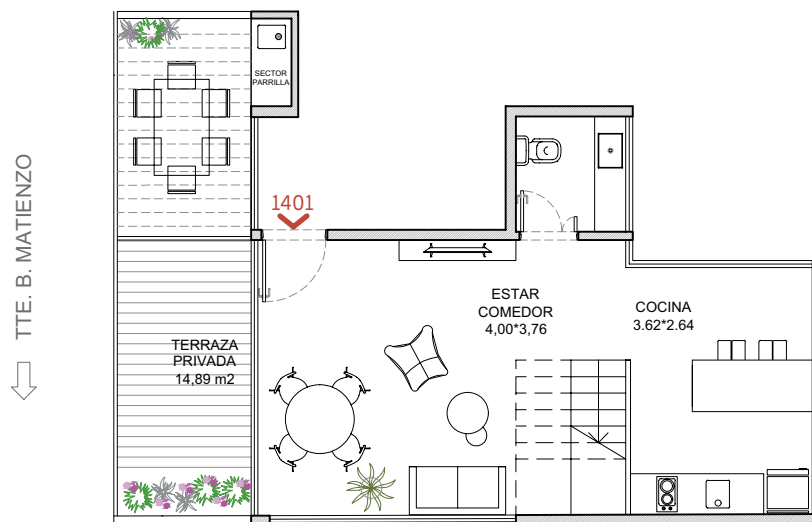 SECTOR
PARRILLA
TTE. B. MATIENZO
1401
ESTAR
COMEDOR
4,00*3,76
COCINA
3.62*2.64
TERRAZA
PRIVADA
14,89 m2